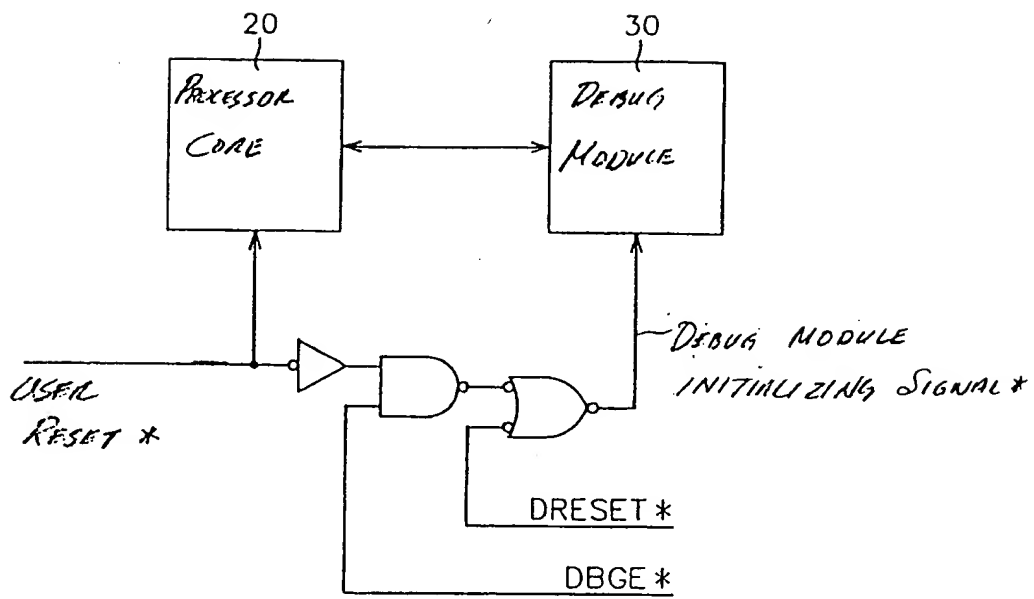 20
30
PROCESSOR
CORE
DEBUG
MODULE
USER
RESET *
DEBUG MODULE
INITIALIZING SIGNAL *
DRESET *
DBGE *